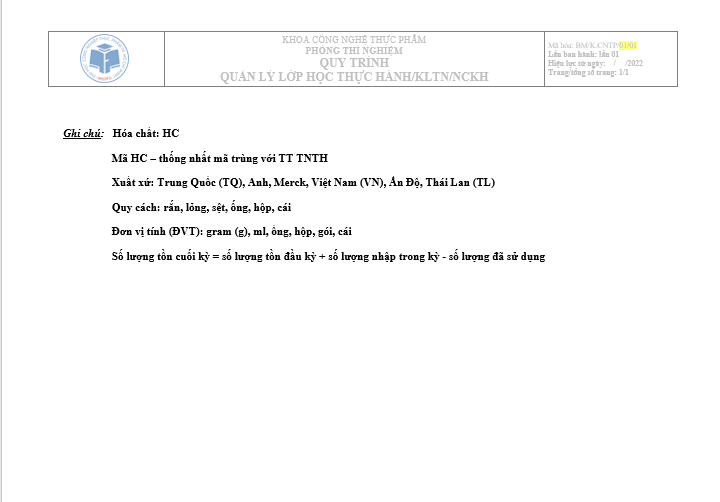 KHOA CÔNG NGHỆ THỰC PHẨM
PHÒNG THÍ NGHIỆM
QUY TRÌNH
QUẢN LÝ LỚP HỌC THỰC HÀNH/KLTN/NCKH
Mã hóa: BM/K.CNTP/01/01
Lần ban hành: lần 01
Hiệu lực từ ngày: / /2022
Trang/tổng số trang: 1/1
Ghi chú: Hóa chất: HC
Mã HC – thống nhất mã trùng với TT TNTH
Xuất xứ: Trung Quốc (TQ), Anh, Merck, Việt Nam (VN), Ấn Độ, Thái Lan (TL)
Quy cách: rắn, lỏng, sệt, ống, hộp, cái
Đơn vị tính (ĐVT): gram (g), ml, ống, hộp, gói, cái
Số lượng tồn cuối kỳ = số lượng tồn đầu kỳ + số lượng nhập trong kỳ - số lượng đã sử dụng